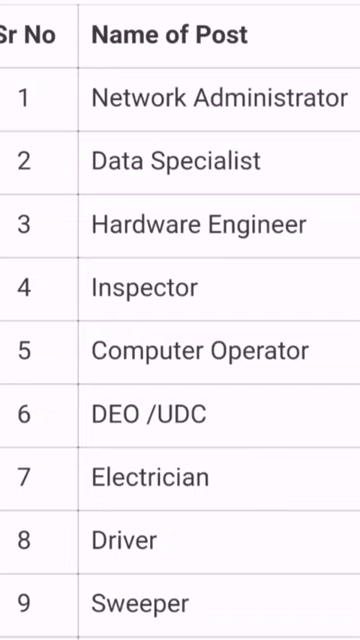 Sr No Name of Post
1 Network Administrator
2 Data Specialist
3 Hardware Engineer
4 Inspector
5 Computer Operator
6 DEO /UDC
7 Electrician
8 Driver
9 Sweeper